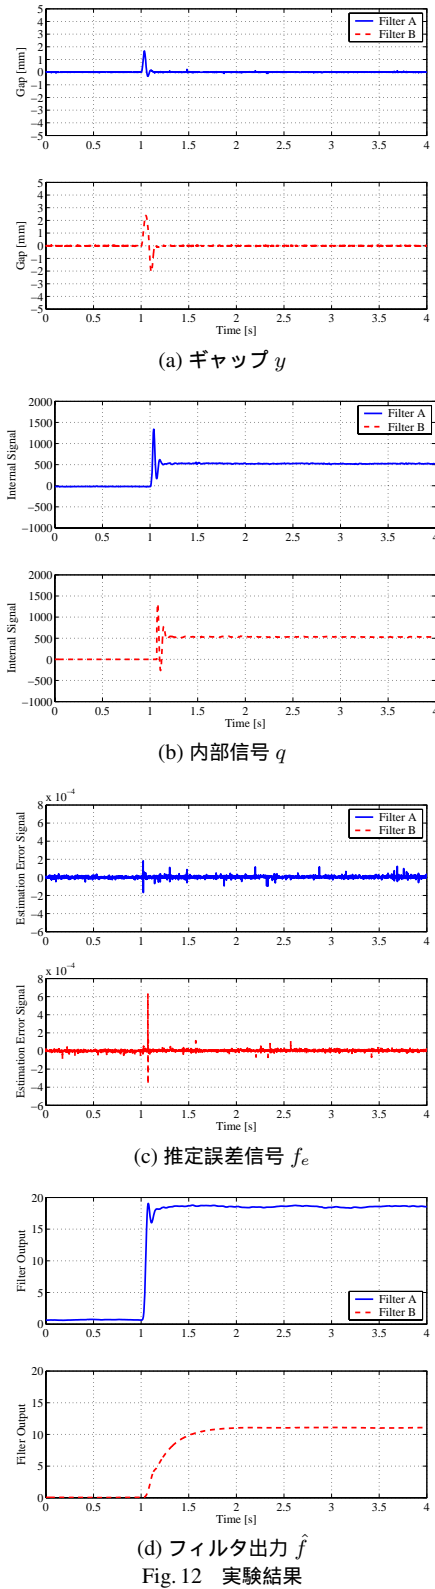 5
4
3
2
1
0
−1
−2
−3
−4
−5
Gap [mm]
Filter A
Filter B
0 0.5 1 1.5 2 2.5 3 3.5 4
5
4
3
2
1
0
−1
−2
−3
−4
−5
Gap [mm]
0 0.5 1 1.5 2 2.5 3 3.5 4
Time [s]
(a) ギャップ y
2000
1500
1000
500
0
−500
−1000
Internal Signal
Filter A
Filter B
0 0.5 1 1.5 2 2.5 3 3.5 4
2000
1500
1000
500
0
−500
−1000
Internal Signal
0 0.5 1 1.5 2 2.5 3 3.5 4
Time [s]
(b) 内部信号 q
x 10⁻⁴
8
6
4
2
0
−2
−4
−6
Estimation Error Signal
Filter A
Filter B
0 0.5 1 1.5 2 2.5 3 3.5 4
x 10⁻⁴
8
6
4
2
0
−2
−4
−6
Estimation Error Signal
0 0.5 1 1.5 2 2.5 3 3.5 4
Time [s]
(c) 推定誤差信号 fₑ
20
15
10
5
0
Filter Output
Filter A
Filter B
0 0.5 1 1.5 2 2.5 3 3.5 4
20
15
10
5
0
Filter Output
0 0.5 1 1.5 2 2.5 3 3.5 4
Time [s]
(d) フィルタ出力 f̂
Fig. 12 実験結果